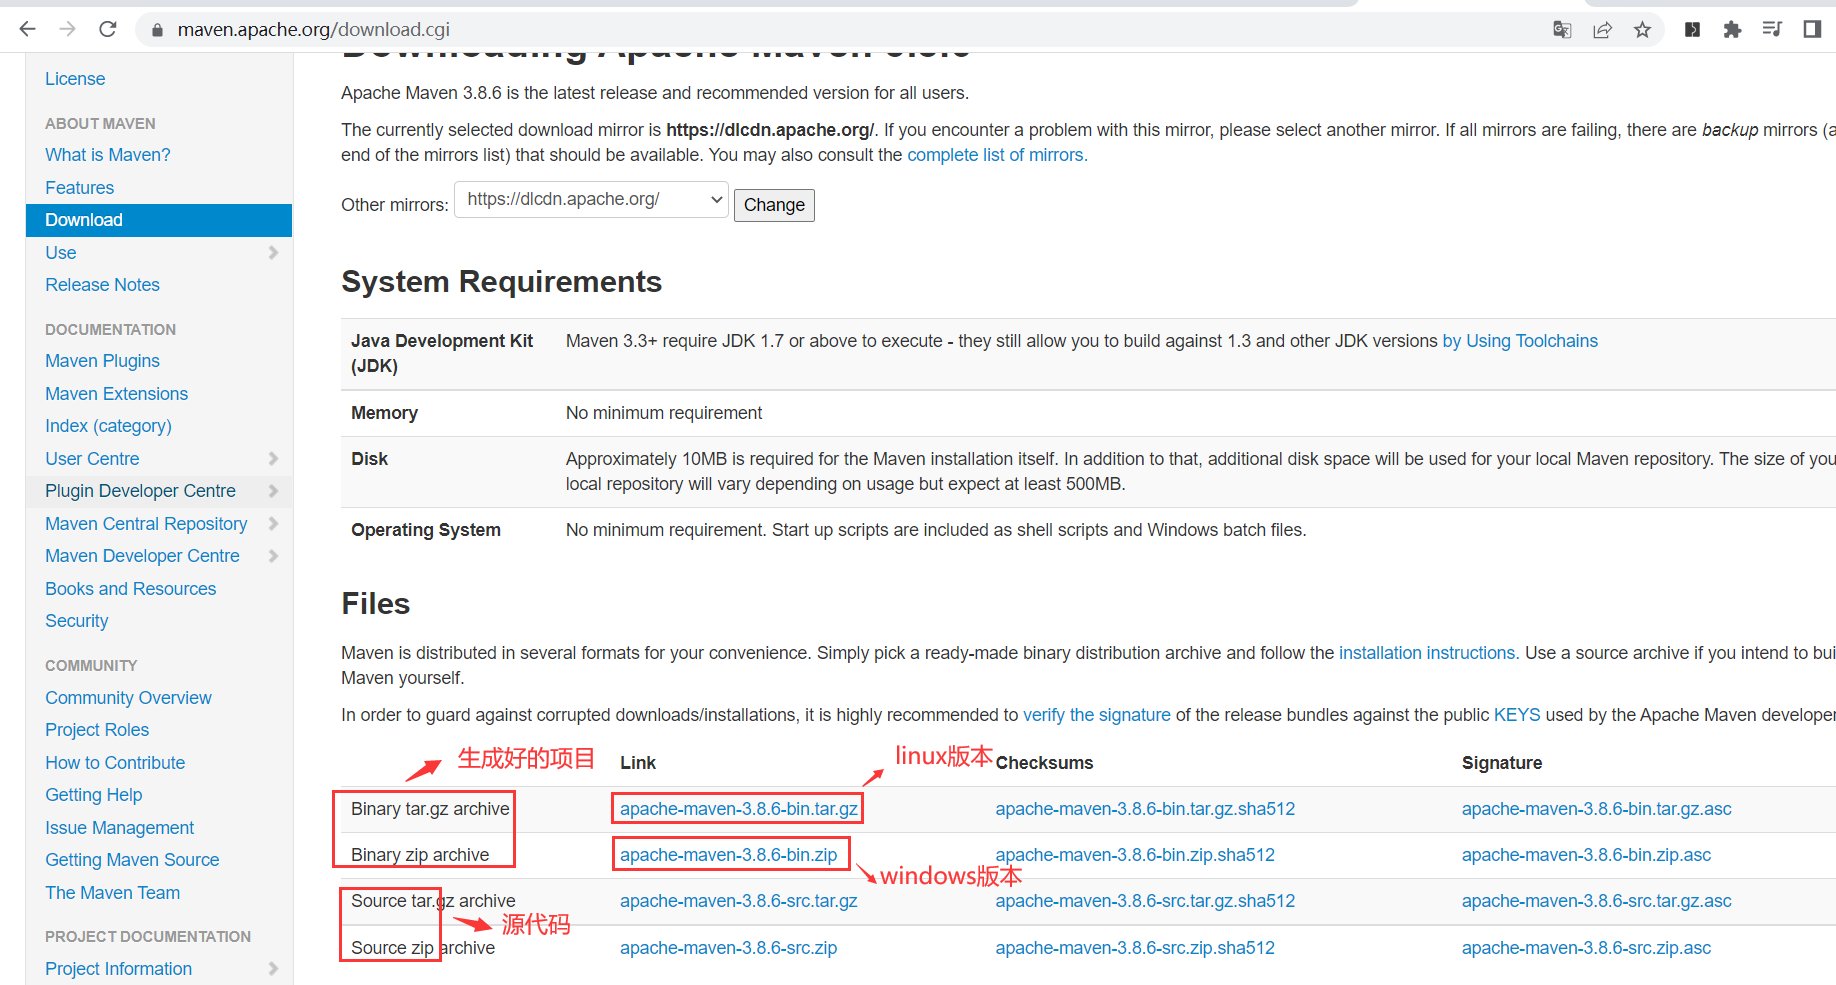 maven.apache.org/download.cgi
License
ABOUT MAVEN
What is Maven?
Features
Download
Use
Release Notes
DOCUMENTATION
Maven Plugins
Maven Extensions
Index (category)
User Centre
Plugin Developer Centre
Maven Central Repository
Maven Developer Centre
Books and Resources
Security
COMMUNITY
Community Overview
Project Roles
How to Contribute
Getting Help
Issue Management
Getting Maven Source
The Maven Team
PROJECT DOCUMENTATION
Project Information
Downloading Apache Maven 3.8.6
Apache Maven 3.8.6 is the latest release and recommended version for all users.
The currently selected download mirror is https://dlcdn.apache.org/. If you encounter a problem with this mirror, please select another mirror. If all mirrors are failing, there are backup mirrors (a
end of the mirrors list) that should be available. You may also consult the complete list of mirrors.
Other mirrors: https://dlcdn.apache.org/ Change
System Requirements
Java Development Kit (JDK) Maven 3.3+ require JDK 1.7 or above to execute - they still allow you to build against 1.3 and other JDK versions by Using Toolchains
Memory No minimum requirement
Disk Approximately 10MB is required for the Maven installation itself. In addition to that, additional disk space will be used for your local Maven repository. The size of you
local repository will vary depending on usage but expect at least 500MB.
Operating System No minimum requirement. Start up scripts are included as shell scripts and Windows batch files.
Files
Maven is distributed in several formats for your convenience. Simply pick a ready-made binary distribution archive and follow the installation instructions. Use a source archive if you intend to bui
Maven yourself.
In order to guard against corrupted downloads/installations, it is highly recommended to verify the signature of the release bundles against the public KEYS used by the Apache Maven developer
生成好的项目 Link linux版本 Checksums Signature
Binary tar.gz archive apache-maven-3.8.6-bin.tar.gz apache-maven-3.8.6-bin.tar.gz.sha512 apache-maven-3.8.6-bin.tar.gz.asc
Binary zip archive apache-maven-3.8.6-bin.zip apache-maven-3.8.6-bin.zip.sha512 apache-maven-3.8.6-bin.zip.asc
windows版本
Source tar.gz archive apache-maven-3.8.6-src.tar.gz apache-maven-3.8.6-src.tar.gz.sha512 apache-maven-3.8.6-src.tar.gz.asc
源代码
Source zip archive apache-maven-3.8.6-src.zip apache-maven-3.8.6-src.zip.sha512 apache-maven-3.8.6-src.zip.asc